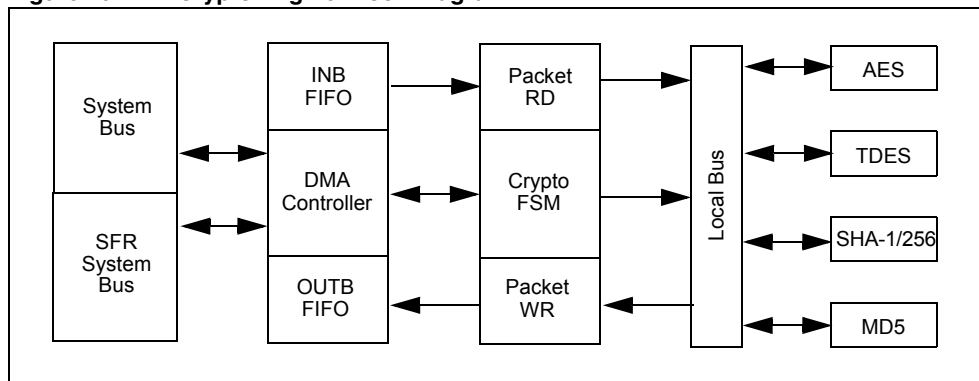 System
Bus
SFR
System
Bus
INB
FIFO
DMA
Controller
OUTB
FIFO
Packet
RD
Crypto
FSM
Packet
WR
Local Bus
AES
TDES
SHA-1/256
MD5